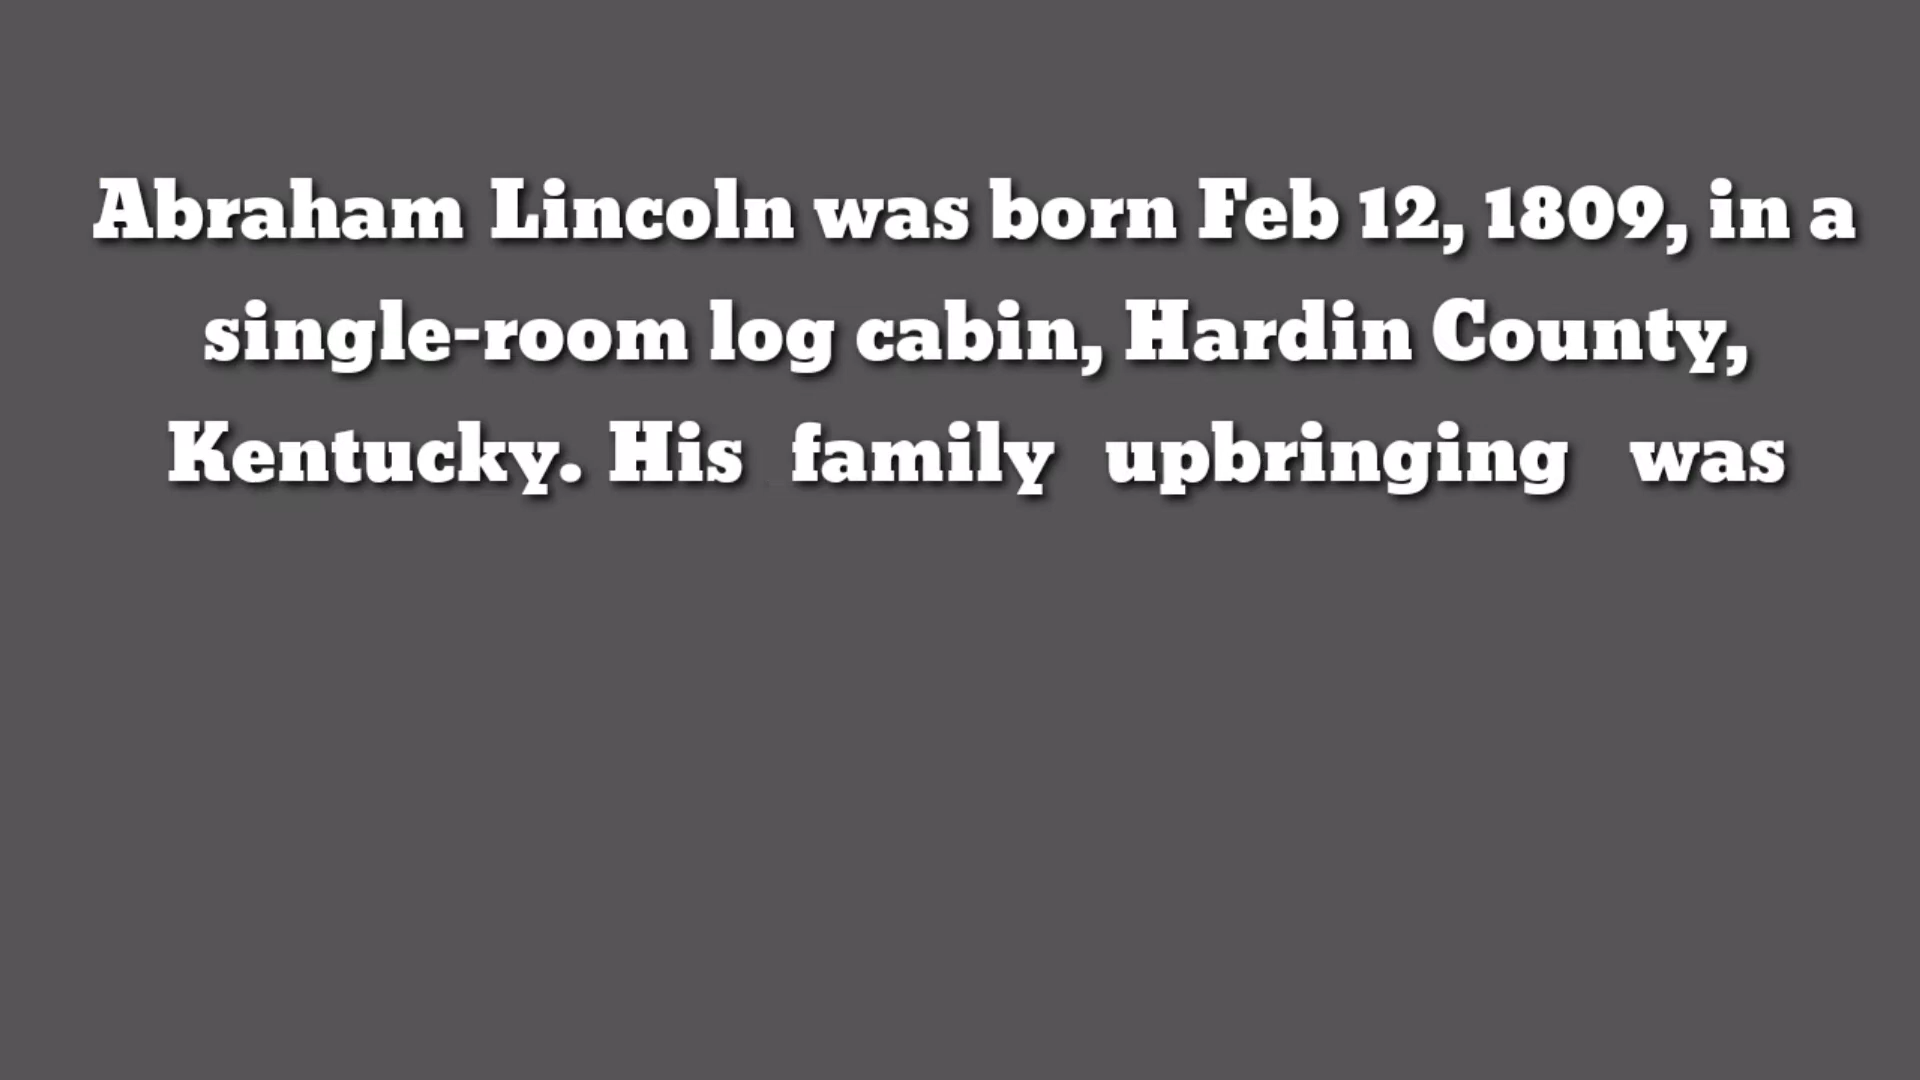 Abraham Lincoln was born Feb 12, 1809, in a
single-room log cabin, Hardin County,
Kentucky. His family upbringing was